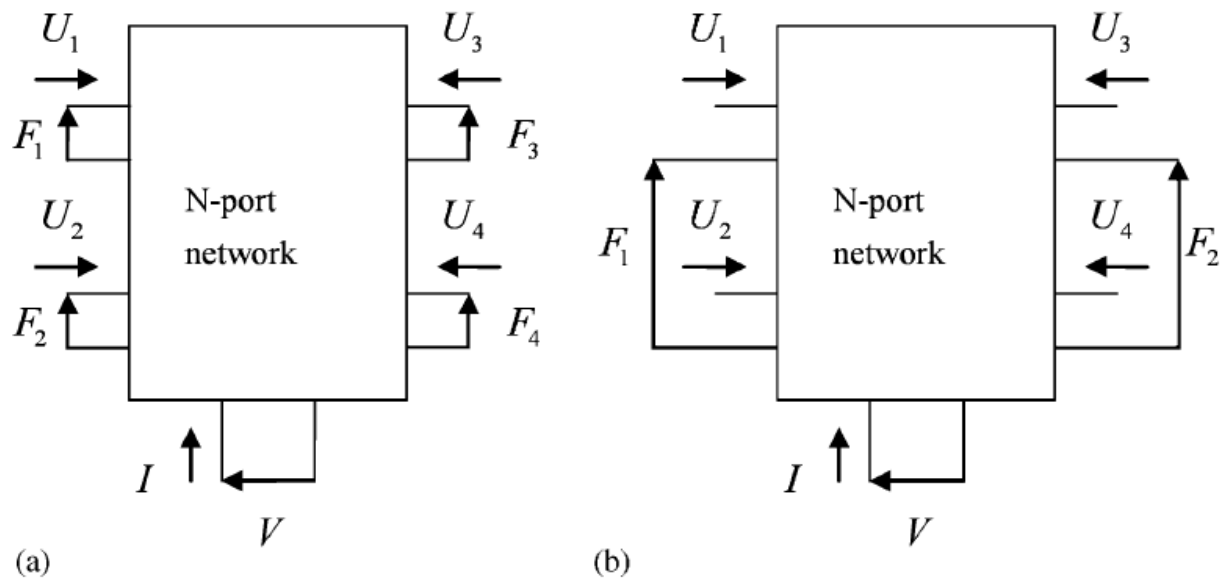 U1
U3
F1
F3
N-port
network
U2
U4
F2
F4
I
V
(a)
U1
U3
N-port
network
F1
U2
U4
F2
I
V
(b)